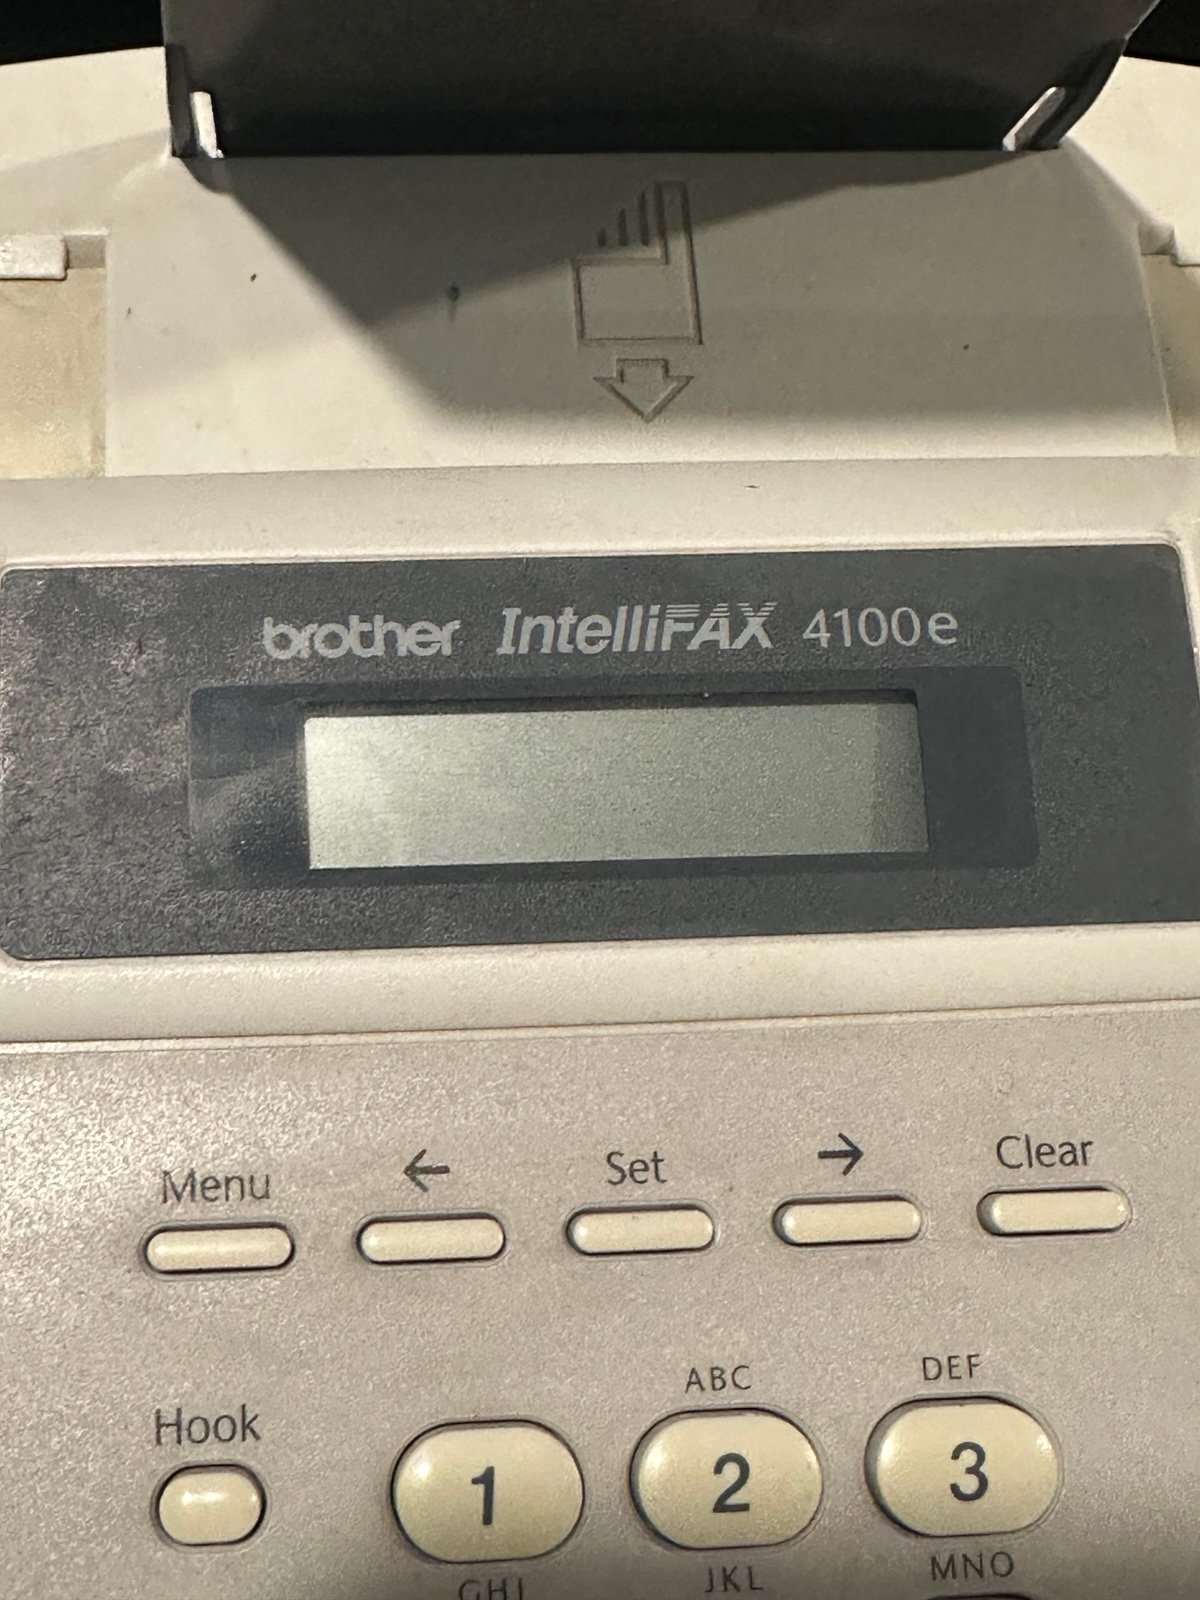 brother IntelliFAX 4100e
Menu ← Set → Clear
ABC DEF
Hook 1 2 3
GHI JKL MNO